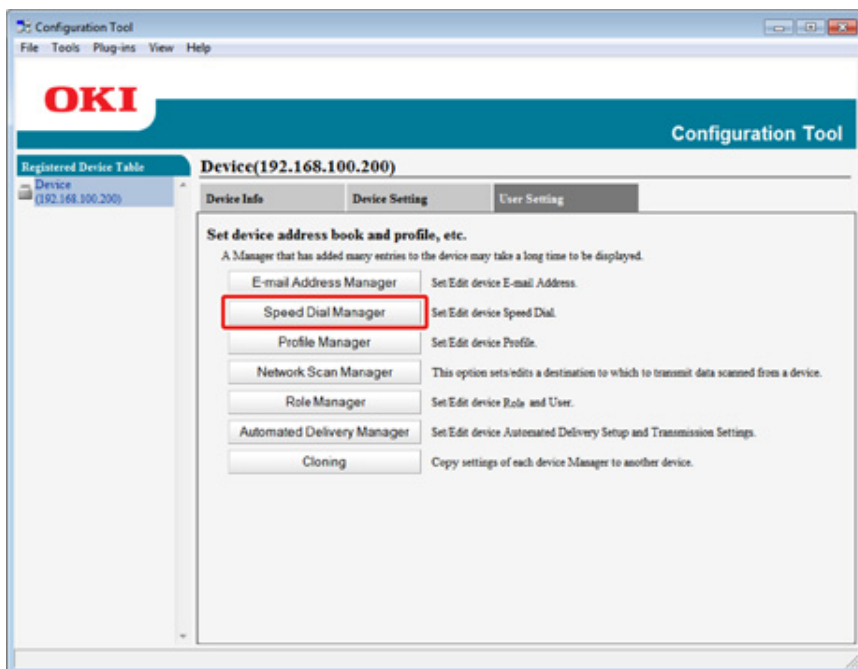 Configuration Tool
File Tools Plug-ins View Help
OKI
Configuration Tool
Registered Device Table
Device
(192.168.100.200)
Device(192.168.100.200)
Device Info Device Setting User Setting
Set device address book and profile, etc.
A Manager that has added many entries to the device may take a long time to be displayed.
E-mail Address Manager Set/Edit device E-mail Address.
Speed Dial Manager Set/Edit device Speed Dial.
Profile Manager Set/Edit device Profile.
Network Scan Manager This option sets/edits a destination to which to transmit data scanned from a device.
Role Manager Set/Edit device Role and User.
Automated Delivery Manager Set/Edit device Automated Delivery Setup and Transmission Settings.
Cloning Copy settings of each device Manager to another device.